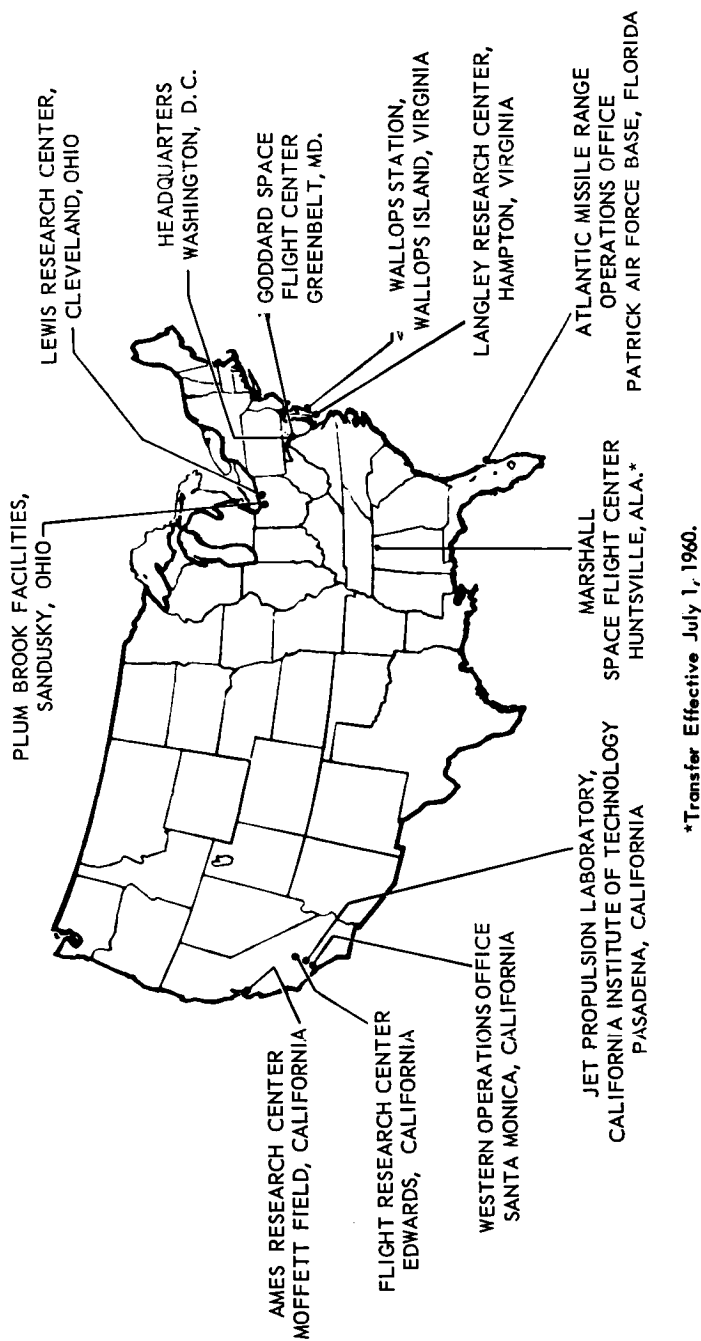 PLUM BROOK FACILITIES,
SANDUSKY, OHIO
LEWIS RESEARCH CENTER,
CLEVELAND, OHIO
HEADQUARTERS
WASHINGTON, D.C.
GODDARD SPACE
FLIGHT CENTER
GREENBELT, MD.
WALLOPS STATION,
WALLOPS ISLAND, VIRGINIA
LANGLEY RESEARCH CENTER,
HAMPTON, VIRGINIA
ATLANTIC MISSILE RANGE
OPERATIONS OFFICE
PATRICK AIR FORCE BASE, FLORIDA
MARSHALL
SPACE FLIGHT CENTER
HUNTSVILLE, ALA.*
JET PROPULSION LABORATORY,
CALIFORNIA INSTITUTE OF TECHNOLOGY
PASADENA, CALIFORNIA
WESTERN OPERATIONS OFFICE
SANTA MONICA, CALIFORNIA
FLIGHT RESEARCH CENTER
EDWARDS, CALIFORNIA
AMES RESEARCH CENTER
MOFFETT FIELD, CALIFORNIA
*Transfer Effective July 1, 1960.